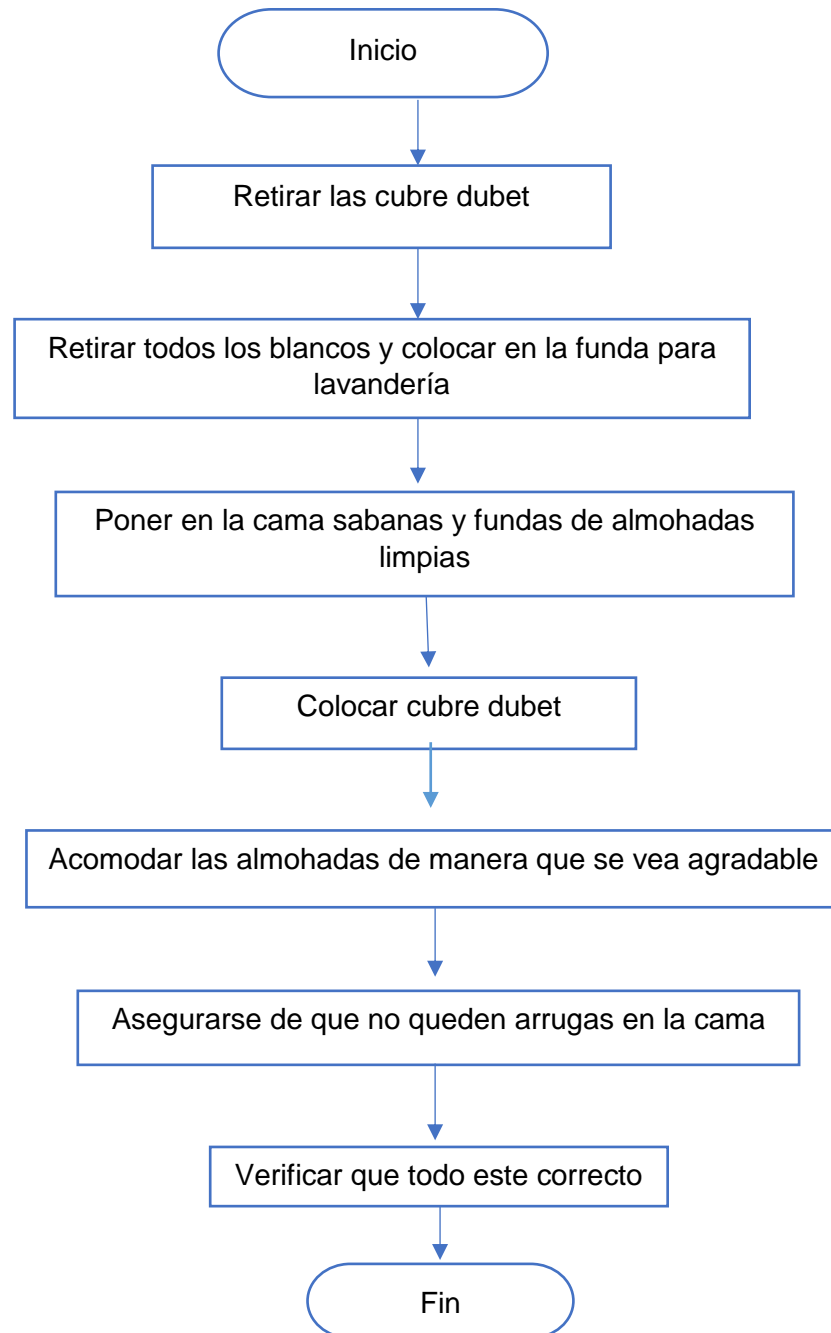 Inicio
Retirar las cubre dubet
Retirar todos los blancos y colocar en la funda para
lavandería
Poner en la cama sabanas y fundas de almohadas
limpias
Colocar cubre dubet
Acomodar las almohadas de manera que se vea agradable
Asegurarse de que no queden arrugas en la cama
Verificar que todo este correcto
Fin